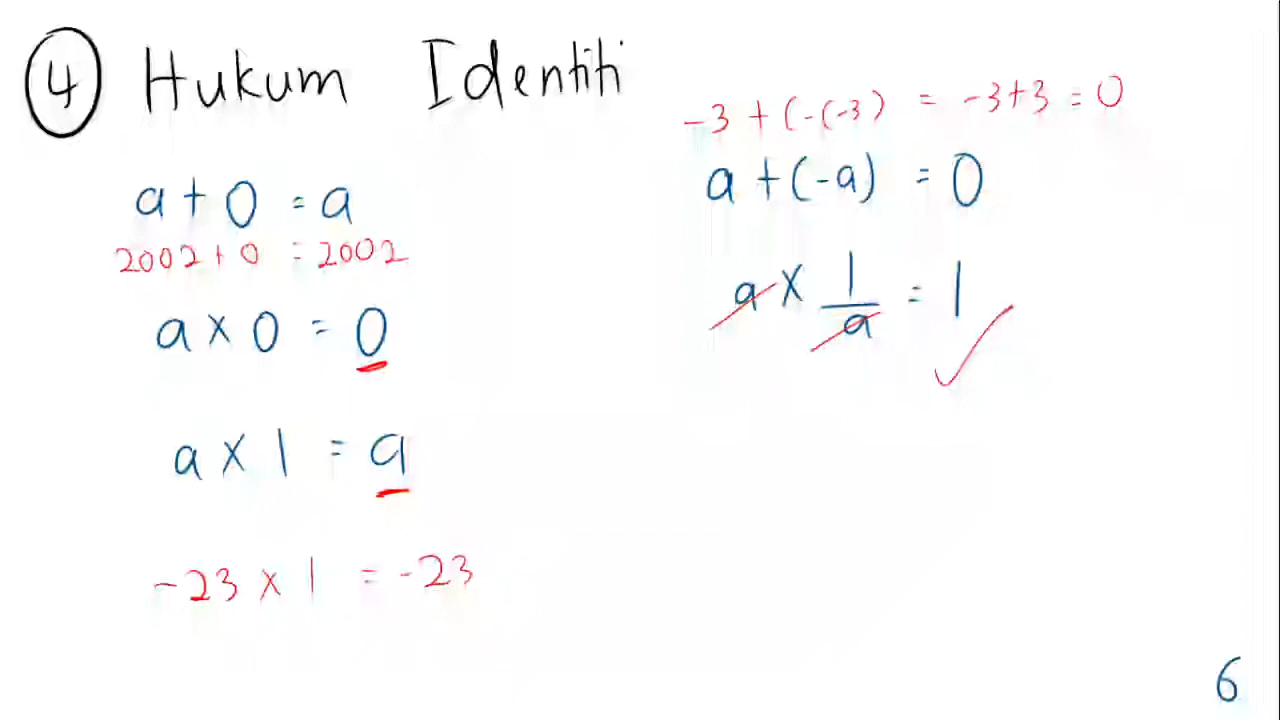 ④ Hukum Identiti
a + 0 = a
2002 + 0 = 2002
a × 0 = 0
a × 1 = a
-23 × 1 = -23
-3 + (-(-3) = -3+3 = 0
a + (-a) = 0
a × 1/a = 1 ✓
6